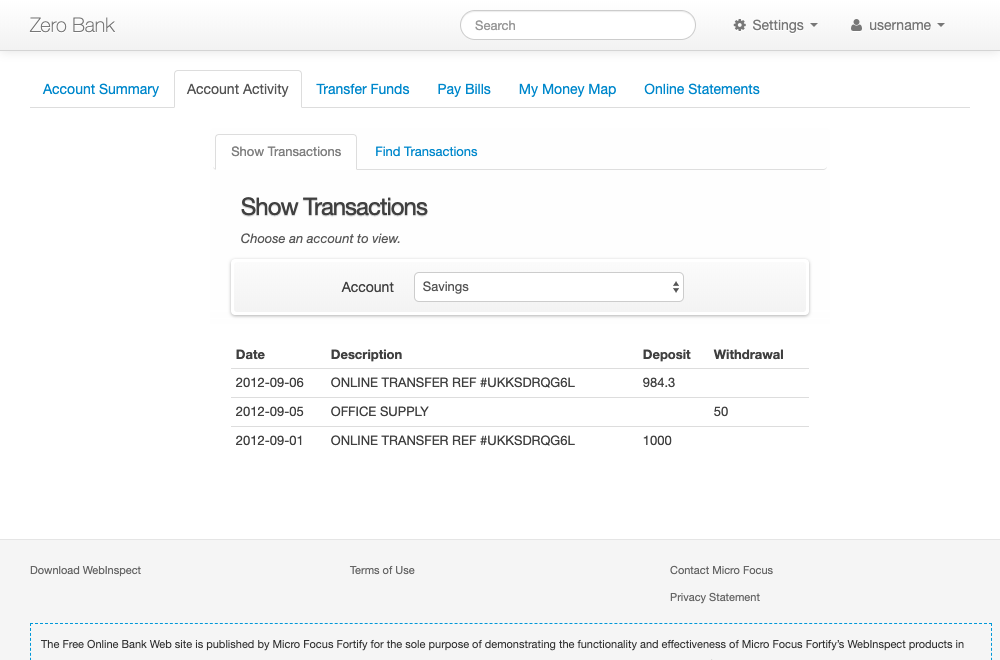 Zero Bank
Search
Settings
username
Account Summary
Account Activity
Transfer Funds
Pay Bills
My Money Map
Online Statements
Show Transactions
Find Transactions
Show Transactions
Choose an account to view.
Account
Savings
Date Description Deposit Withdrawal
2012-09-06 ONLINE TRANSFER REF #UKKSDRQG6L 984.3
2012-09-05 OFFICE SUPPLY 50
2012-09-01 ONLINE TRANSFER REF #UKKSDRQG6L 1000
Download WebInspect
Terms of Use
Contact Micro Focus
Privacy Statement
The Free Online Bank Web site is published by Micro Focus Fortify for the sole purpose of demonstrating the functionality and effectiveness of Micro Focus Fortify's WebInspect products in